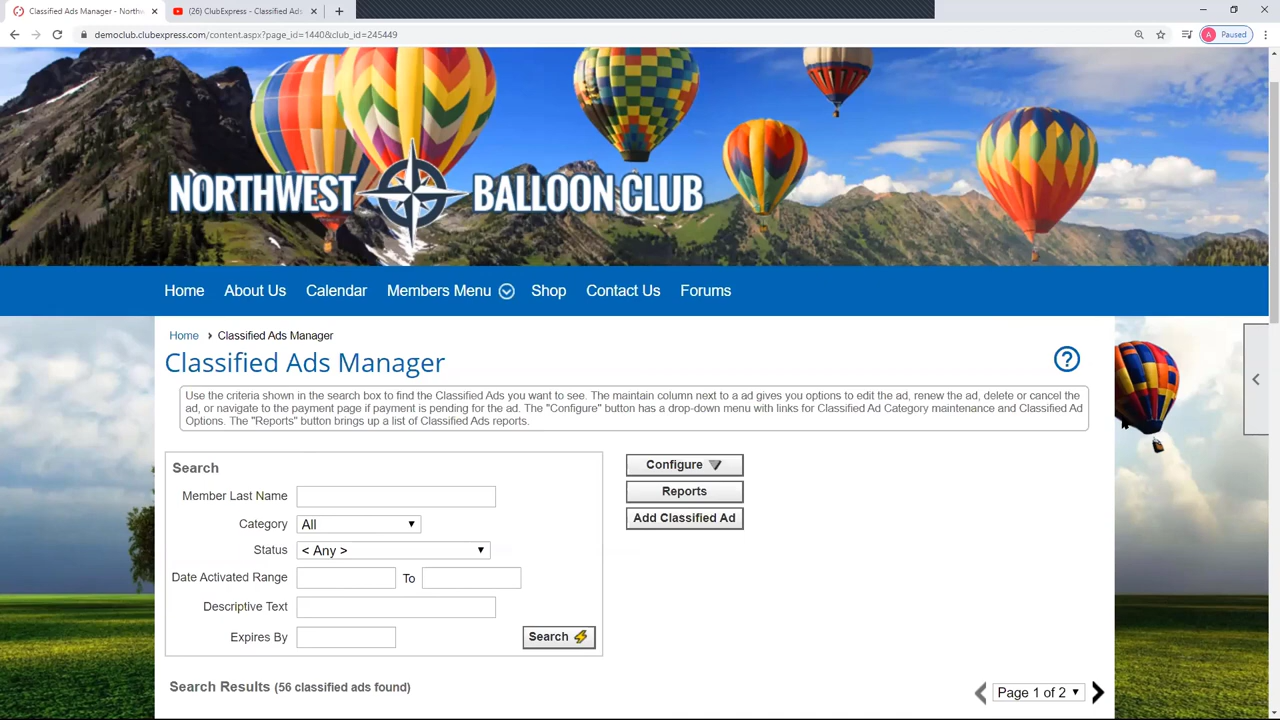 Classified Ads Manager - Northw
(26) ClubExpress - Classified Ads
democlub.clubexpress.com/content.aspx?page_id=1440&club_id=245449
A Paused
NORTHWEST BALLOON CLUB
Home About Us Calendar Members Menu Shop Contact Us Forums
Home > Classified Ads Manager
Classified Ads Manager
?
Use the criteria shown in the search box to find the Classified Ads you want to see. The maintain column next to a ad gives you options to edit the ad, renew the ad, delete or cancel the
ad, or navigate to the payment page if payment is pending for the ad. The "Configure" button has a drop-down menu with links for Classified Ad Category maintenance and Classified Ad
Options. The "Reports" button brings up a list of Classified Ads reports.
Search
Member Last Name
Category All
Status < Any >
Date Activated Range To
Descriptive Text
Expires By
Search
Configure
Reports
Add Classified Ad
Search Results (56 classified ads found)
Page 1 of 2